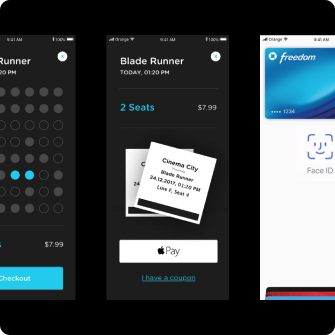 9:41 AM
100%
Runner
20 PM
$7.99
Checkout
Orange
9:41 AM
100%
Blade Runner
TODAY, 01:20 PM
2 Seats
$7.99
Cinema City
Blade Runner
24.12.2017, 01:20 PM
Line F, Seat 4
Pay
I have a coupon
Orange
9:41 AM
freedom
1234
Face ID